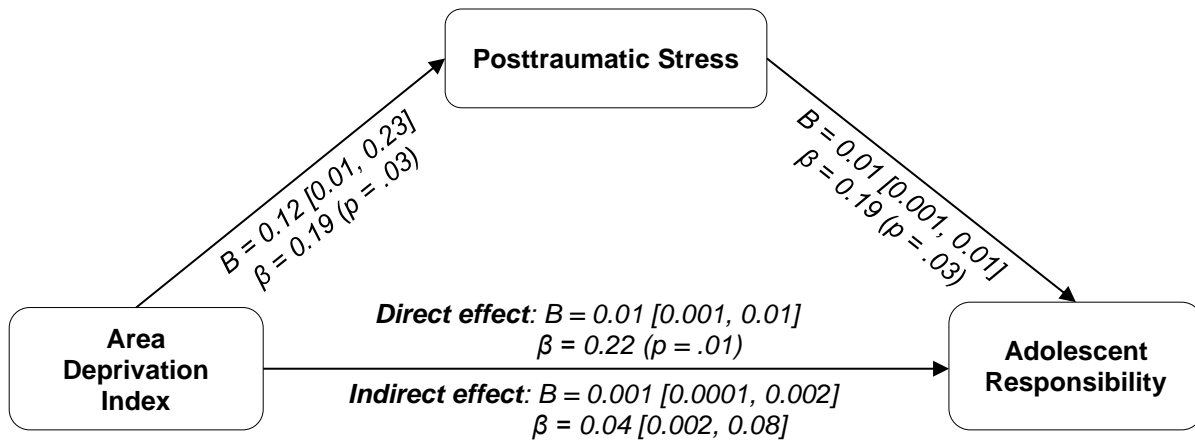 Posttraumatic Stress
B = 0.12 [0.01, 0.23]
β = 0.19 (p = .03)
B = 0.01 [0.001, 0.01]
β = 0.19 (p = .03)
Area
Deprivation
Index
Direct effect: B = 0.01 [0.001, 0.01]
β = 0.22 (p = .01)
Indirect effect: B = 0.001 [0.0001, 0.002]
β = 0.04 [0.002, 0.08]
Adolescent
Responsibility